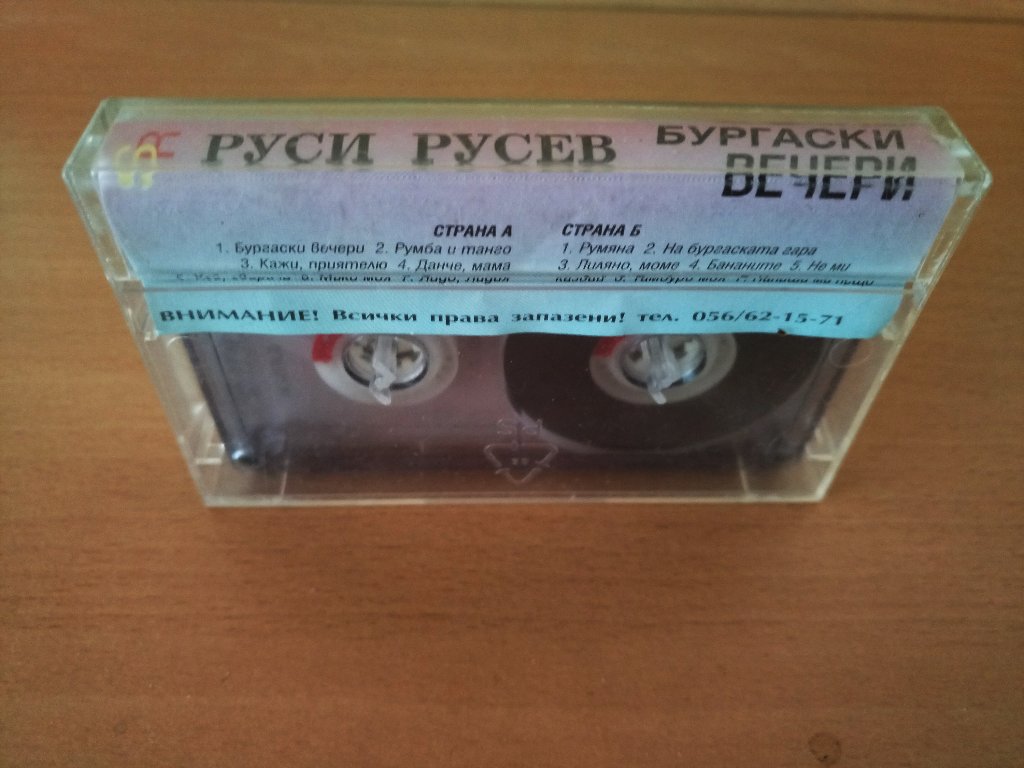 SR
РУСИ РУСЕВ
БУРГАСКИ
ВЕЧЕРИ
СТРАНА А
1. Бургаски вечери 2. Румба и танго
3. Кажи, приятелю 4. Данче, мама
СТРАНА Б
1. Румяна 2. На бургаската гара
3. Лиляно, моме 4. Бананите 5. Не ми
ВНИМАНИЕ! Всички права запазени! тел. 056/62-15-71